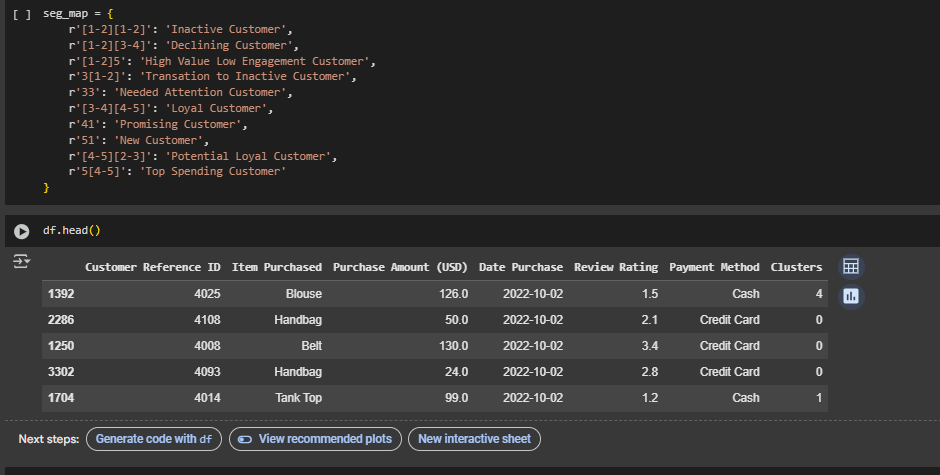 [ ] seg_map = {
r'[1-2][1-2]': 'Inactive Customer',
r'[1-2][3-4]': 'Declining Customer',
r'[1-2]5': 'High Value Low Engagement Customer',
r'3[1-2]': 'Transation to Inactive Customer',
r'33': 'Needed Attention Customer',
r'[3-4][4-5]': 'Loyal Customer',
r'41': 'Promising Customer',
r'51': 'New Customer',
r'[4-5][2-3]': 'Potential Loyal Customer',
r'5[4-5]': 'Top Spending Customer'
}
df.head()
Customer Reference ID Item Purchased Purchase Amount (USD) Date Purchase Review Rating Payment Method Clusters
1392 4025 Blouse 126.0 2022-10-02 1.5 Cash 4
2286 4108 Handbag 50.0 2022-10-02 2.1 Credit Card 0
1250 4008 Belt 130.0 2022-10-02 3.4 Credit Card 0
3302 4093 Handbag 24.0 2022-10-02 2.8 Credit Card 0
1704 4014 Tank Top 99.0 2022-10-02 1.2 Cash 1
Next steps: Generate code with df View recommended plots New interactive sheet